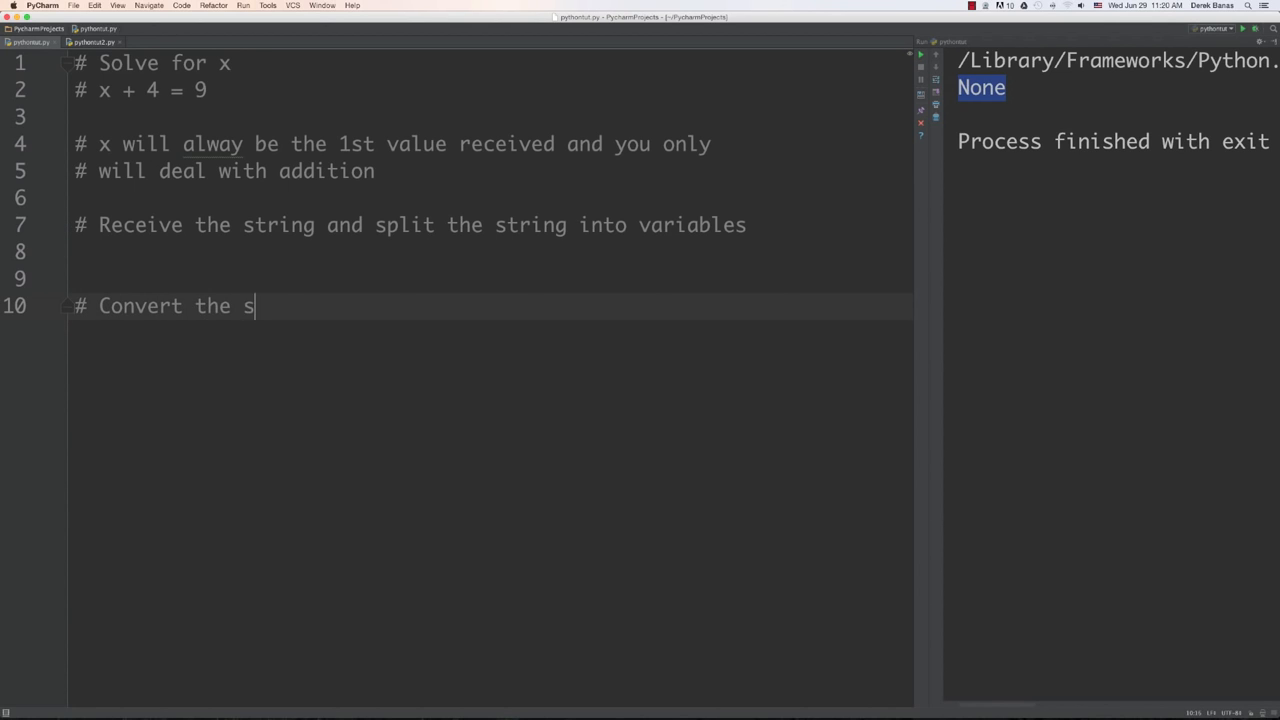 PyCharm File Edit View Navigate Code Refactor Run Tools VCS Window Help
10 Wed Jun 29 11:20 AM Derek Banas
pythontut.py - PycharmProjects - [~/PycharmProjects]
PycharmProjects pythontut.py
pythontut
pythontut.py pythontut2.py
Run pythontut
1 # Solve for x
2 # x + 4 = 9
3
4 # x will alway be the 1st value received and you only
5 # will deal with addition
6
7 # Receive the string and split the string into variables
8
9
10 # Convert the s
/Library/Frameworks/Python.
None
Process finished with exit
10:16 LF‡ UTF-8‡